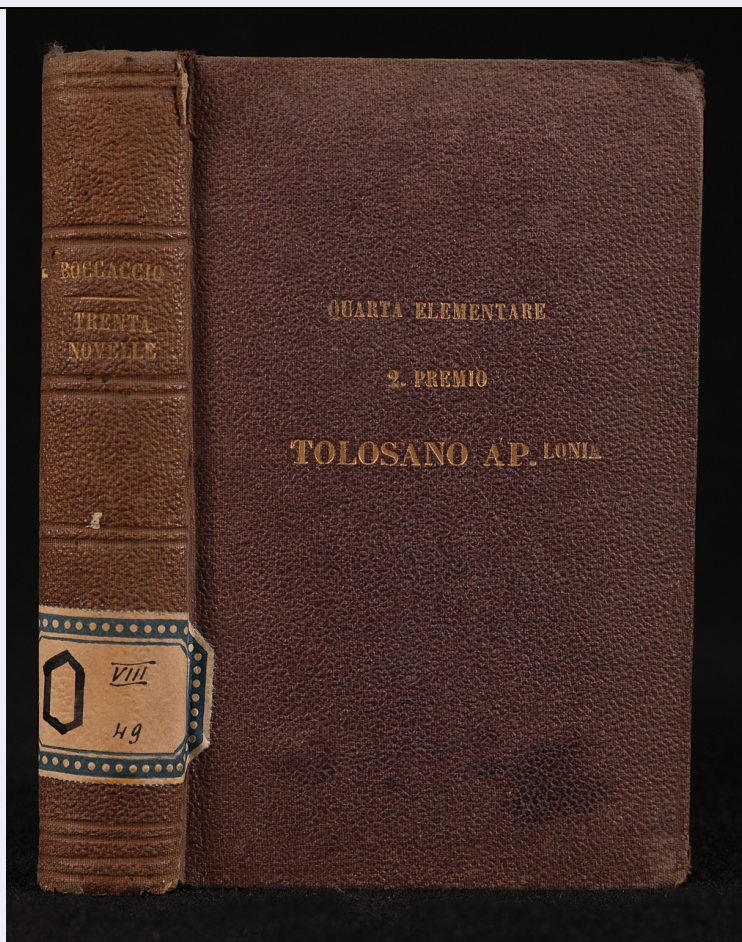 BOCCACCIO
TRENTA
NOVELLE
VIII
49
QUARTA ELEMENTARE
2. PREMIO
TOLOSANO AP. LONIA